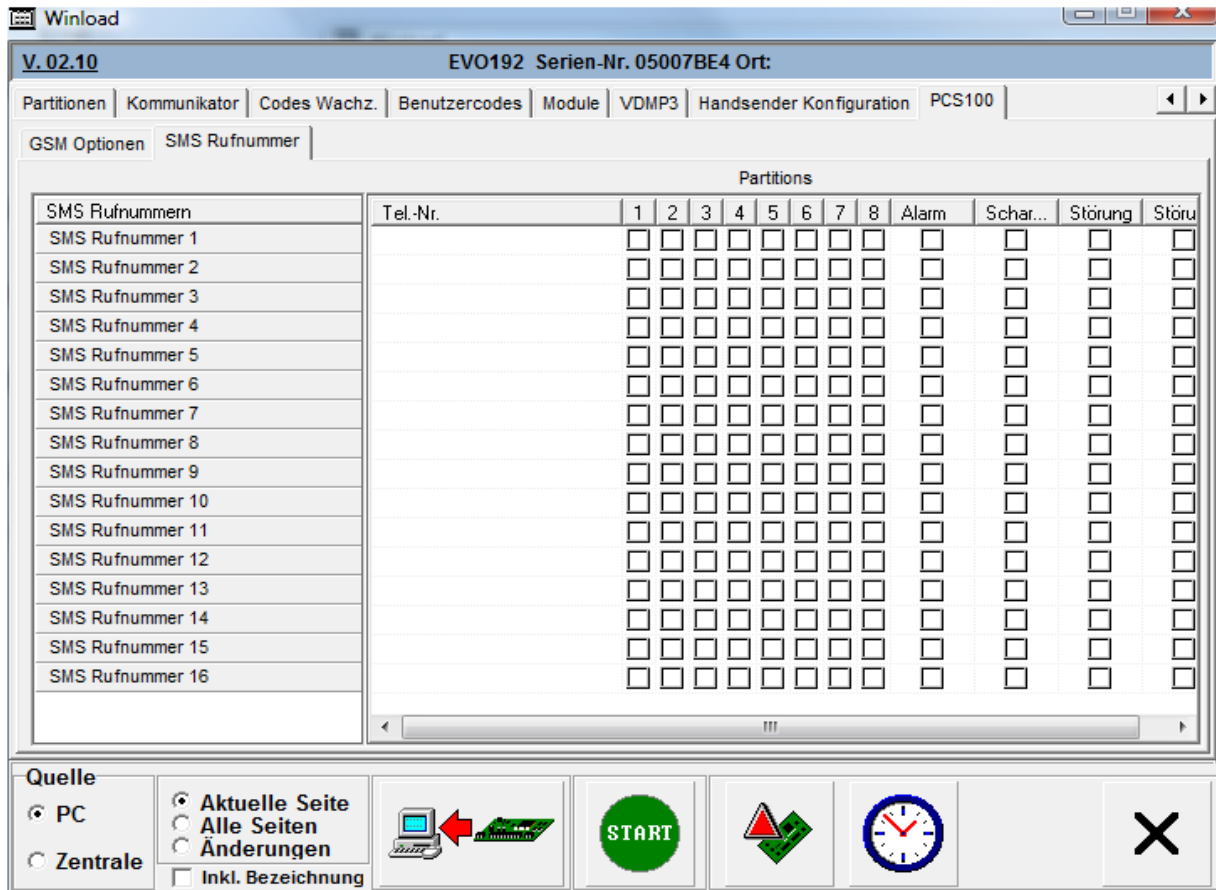 Winload
V. 02.10 EVO192 Serien-Nr. 05007BE4 Ort:
Partitionen Kommunikator Codes Wachz. Benutzercodes Module VDMP3 Handsender Konfiguration PCS100
GSM Optionen SMS Rufnummer
Partitions
SMS Rufnummern Tel.-Nr. 1 2 3 4 5 6 7 8 Alarm Schar... Störung Störu
SMS Rufnummer 1
SMS Rufnummer 2
SMS Rufnummer 3
SMS Rufnummer 4
SMS Rufnummer 5
SMS Rufnummer 6
SMS Rufnummer 7
SMS Rufnummer 8
SMS Rufnummer 9
SMS Rufnummer 10
SMS Rufnummer 11
SMS Rufnummer 12
SMS Rufnummer 13
SMS Rufnummer 14
SMS Rufnummer 15
SMS Rufnummer 16
Quelle
PC
Zentrale
Aktuelle Seite
Alle Seiten
Änderungen
Inkl. Bezeichnung
START